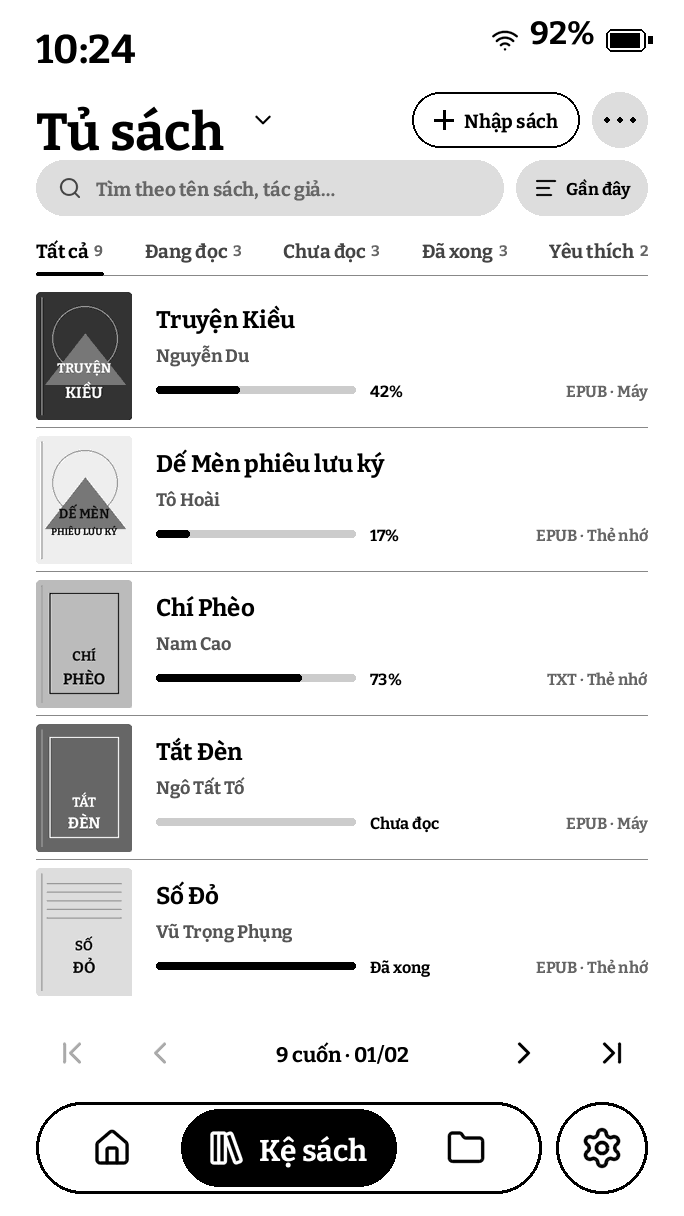 10:24
92%
Tủ sách
Nhập sách
Tìm theo tên sách, tác giả...
Gần đây
Tất cả 9
Đang đọc 3
Chưa đọc 3
Đã xong 3
Yêu thích 2
TRUYỆN
KIỀU
Truyện Kiều
Nguyễn Du
42%
EPUB · Máy
DẾ MÈN
PHIÊU LƯU KÝ
Dế Mèn phiêu lưu ký
Tô Hoài
17%
EPUB · Thẻ nhớ
CHÍ
PHÈO
Chí Phèo
Nam Cao
73%
TXT · Thẻ nhớ
TẮT
ĐÈN
Tắt Đèn
Ngô Tất Tố
Chưa đọc
EPUB · Máy
SỐ
ĐỎ
Số Đỏ
Vũ Trọng Phụng
Đã xong
EPUB · Thẻ nhớ
9 cuốn · 01/02
Kệ sách